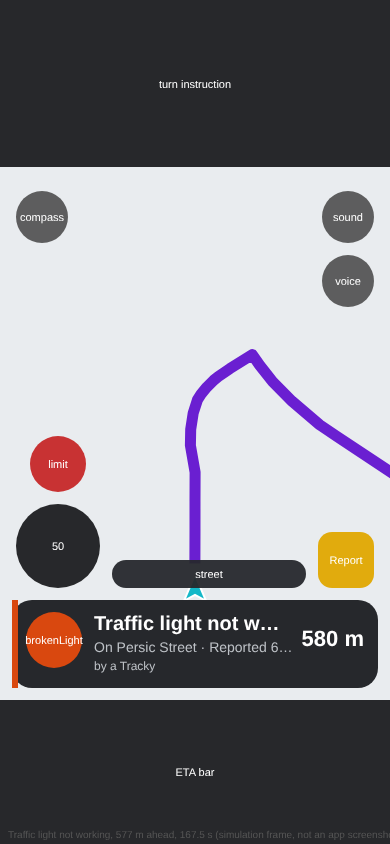 turn instruction
compass
sound
voice
limit
50
street
Report
brokenLight
Traffic light not w…
On Persic Street · Reported 6…
by a Tracky
580 m
ETA bar
Traffic light not working, 577 m ahead, 167.5 s (simulation frame, not an app screensh